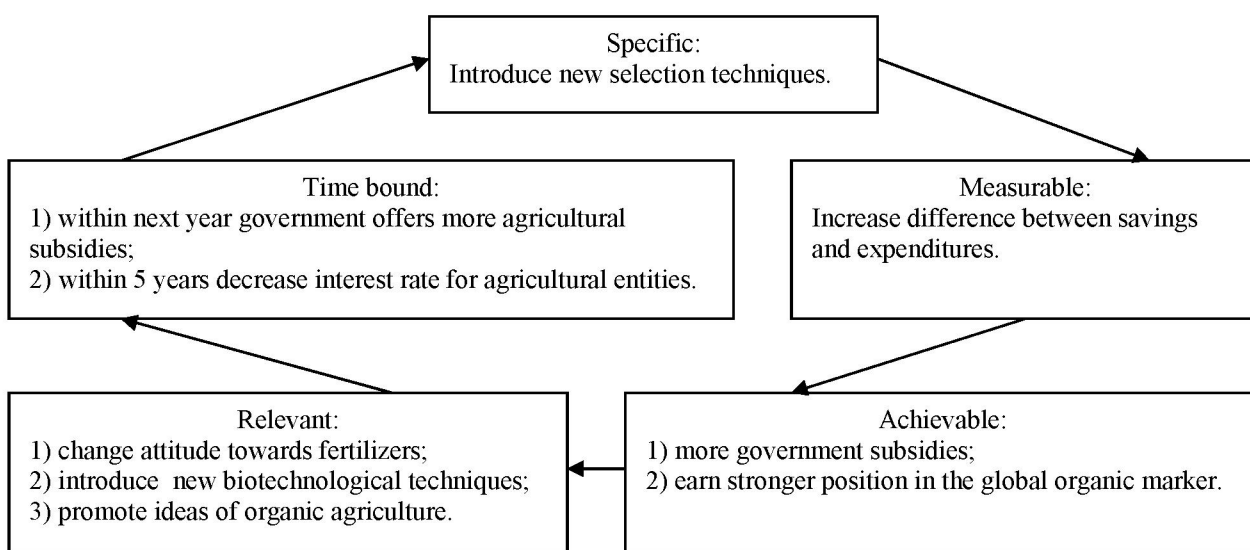 Specific:
Introduce new selection techniques.
Time bound:
1) within next year government offers more agricultural
subsidies;
2) within 5 years decrease interest rate for agricultural entities.
Measurable:
Increase difference between savings
and expenditures.
Relevant:
1) change attitude towards fertilizers;
2) introduce new biotechnological techniques;
3) promote ideas of organic agriculture.
Achievable:
1) more government subsidies;
2) earn stronger position in the global organic marker.